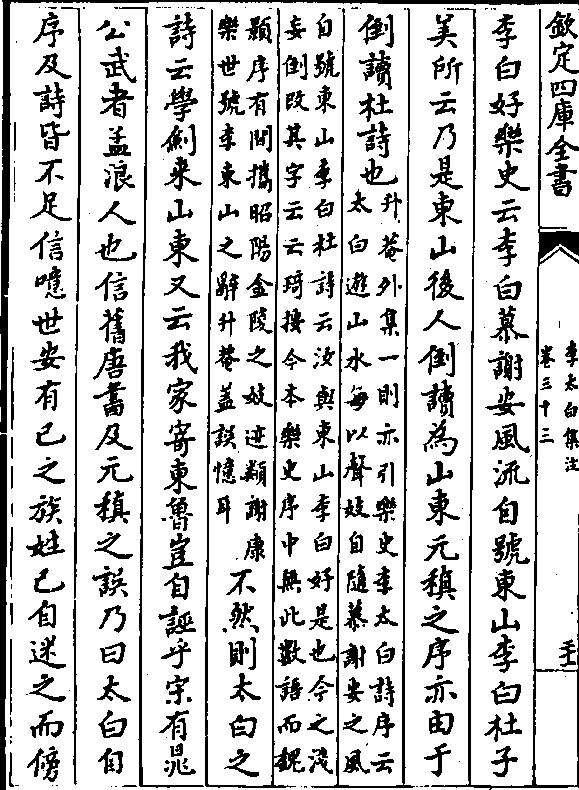 欽定四庫全書
李太白集注
卷三十三
李白好樂史云李白慕謝安風流自號東山李白杜子
美所云乃是東山後人倒讀為山東元稹之序亦由于
倒讀杜詩也升菴外集一則亦引樂史李太白詩序云
太白遊山水每以聲妓自隨慕謝安之風
自號東山李白杜詩云汝與東山李白好是也今之淺
妄倒改其字云云琦按今本樂史序中無此數語而魏
顥序有間攜昭陽金陵之妓迹類謝康
樂世號李東山之辭升菴蓋誤憶耳
不然則太白之
詩云學劍來山東又云我家寄東魯豈自誣乎宋有晁
公武者孟浪人也信舊唐書及元稹之誤乃曰太白自
序及詩皆不足信噫世安有己之族姓己自迷之而傍